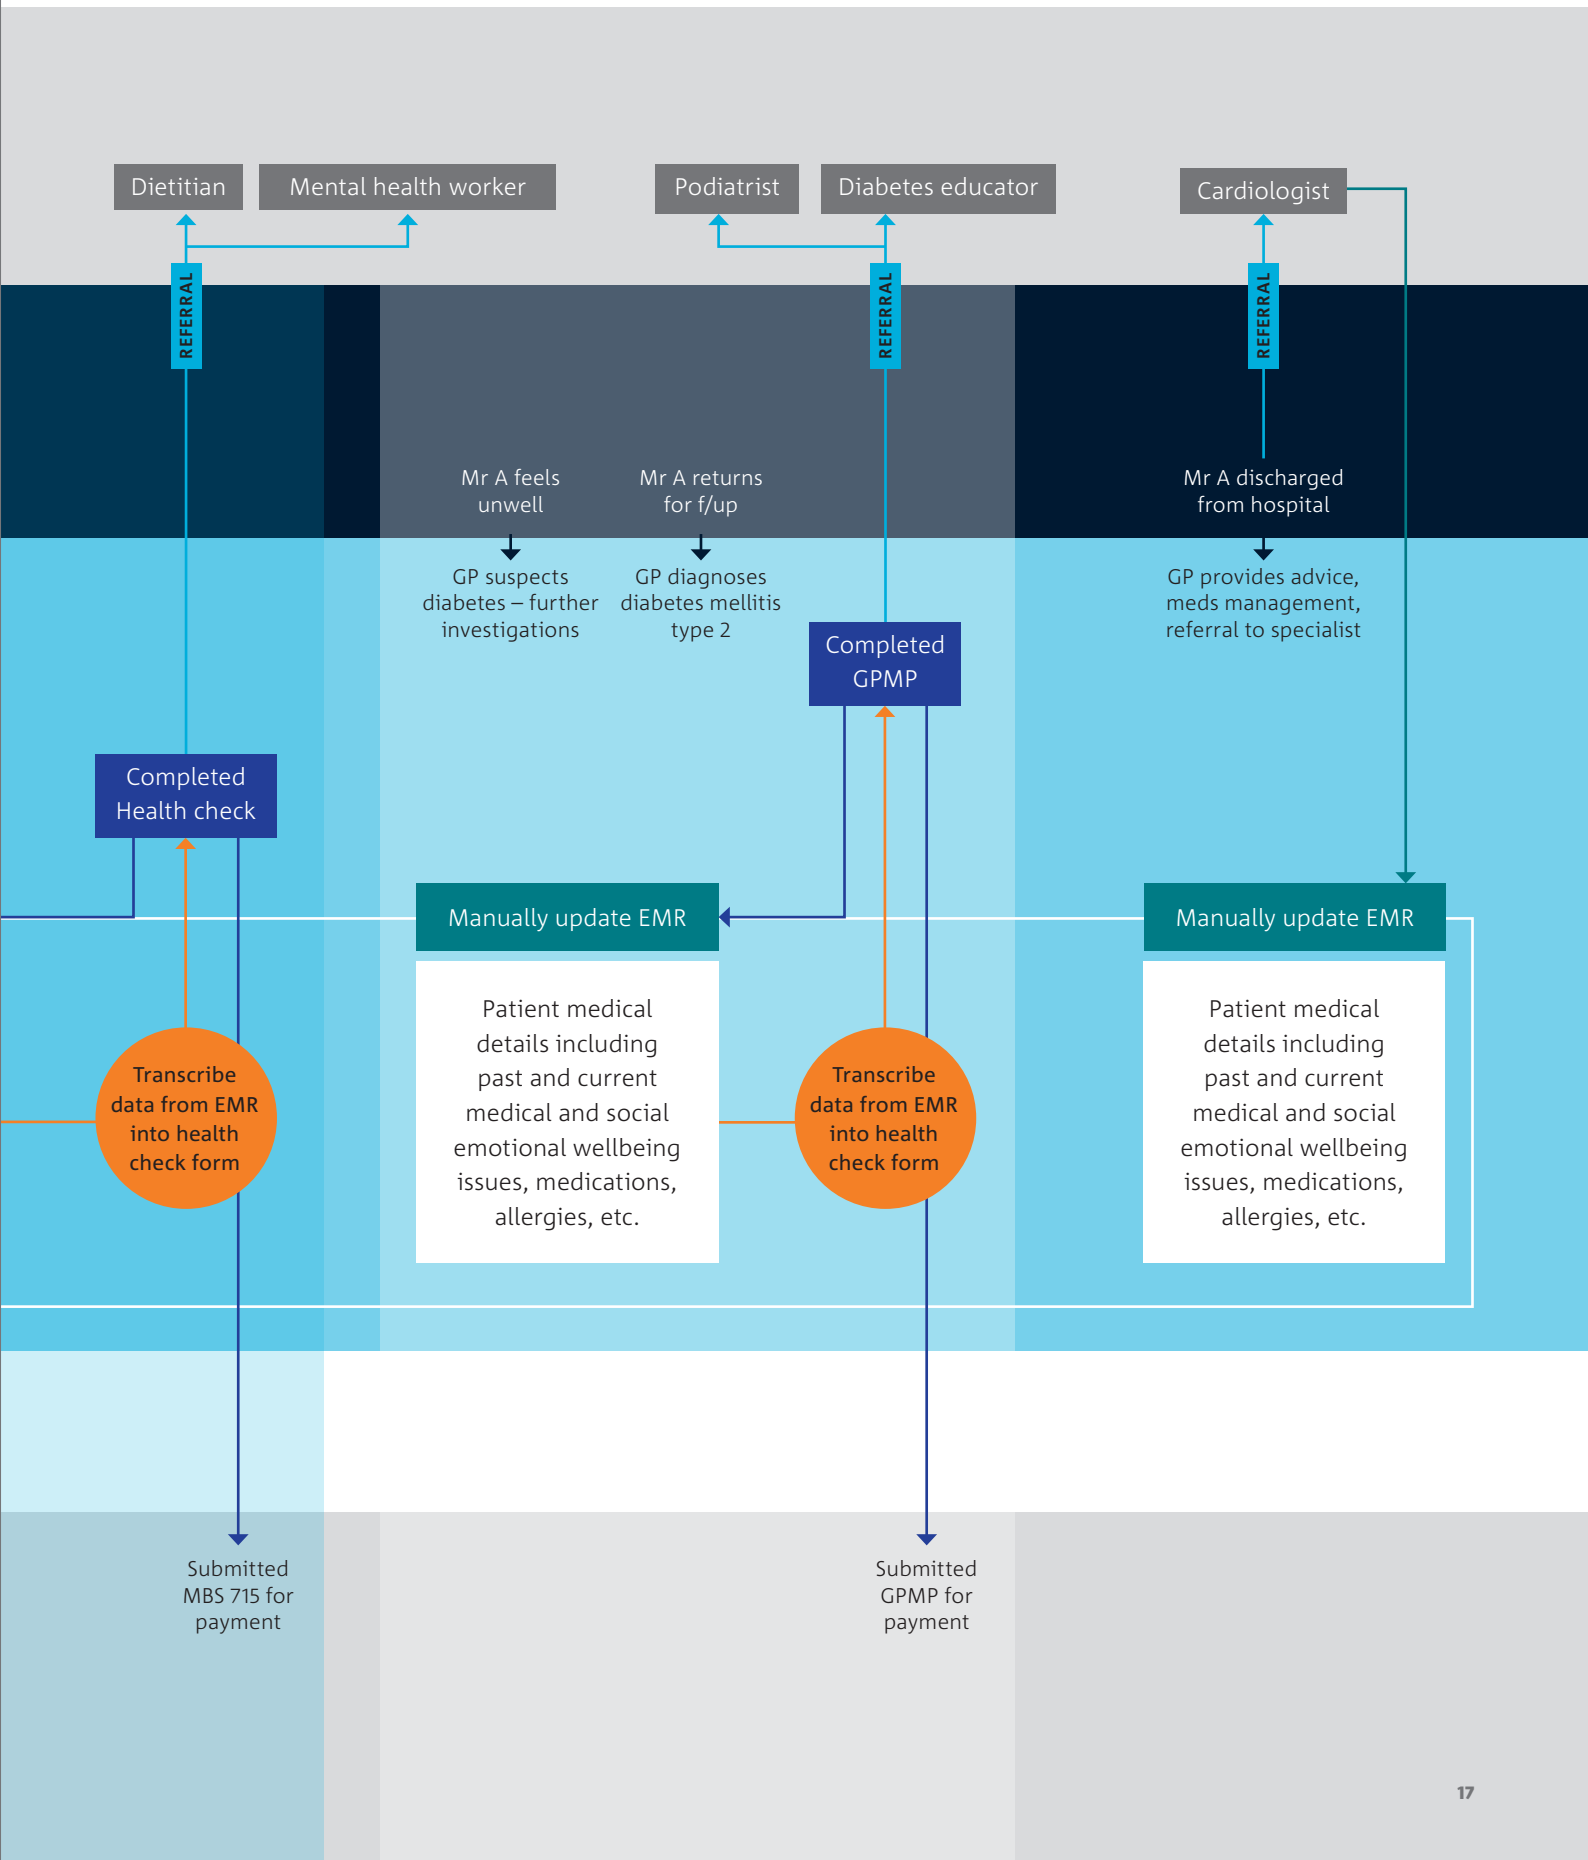 Dietitian
Mental health worker
Podiatrist
Diabetes educator
Cardiologist
REFERRAL
REFERRAL
REFERRAL
Mr A feels
unwell
Mr A returns
for f/up
Mr A discharged
from hospital
GP suspects
diabetes – further
investigations
GP diagnoses
diabetes mellitis
type 2
GP provides advice,
meds management,
referral to specialist
Completed
GPMP
Completed
Health check
Manually update EMR
Manually update EMR
Patient medical
details including
past and current
medical and social
emotional wellbeing
issues, medications,
allergies, etc.
Patient medical
details including
past and current
medical and social
emotional wellbeing
issues, medications,
allergies, etc.
Transcribe
data from EMR
into health
check form
Transcribe
data from EMR
into health
check form
Submitted
MBS 715 for
payment
Submitted
GPMP for
payment
17